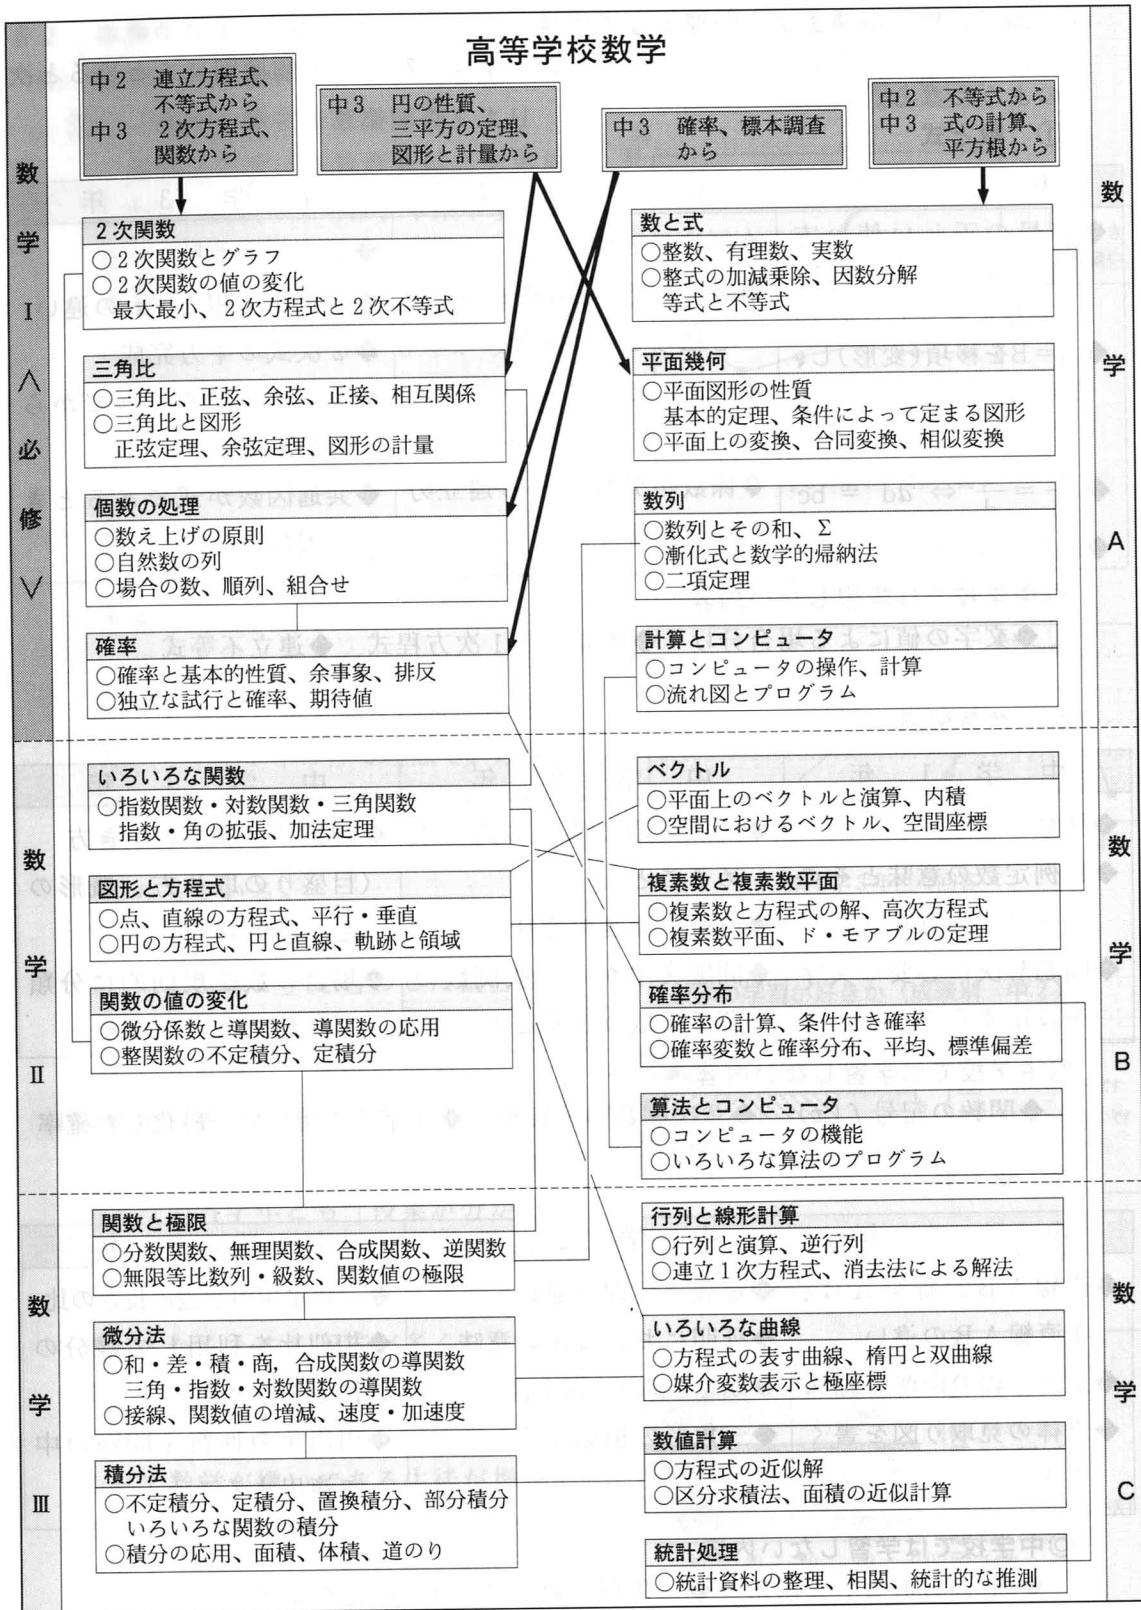 高等学校数学
中2 連立方程式、
不等式から
中3 2次方程式、
関数から
中3 円の性質、
三平方の定理、
図形と計量から
中3 確率、標本調査
から
中2 不等式から
中3 式の計算、
平方根から
数学Ⅰ〈必修〉
2次関数
○2次関数とグラフ
○2次関数の値の変化
最大最小、2次方程式と2次不等式
三角比
○三角比、正弦、余弦、正接、相互関係
○三角比と図形
正弦定理、余弦定理、図形の計量
個数の処理
○数え上げの原則
○自然数の列
○場合の数、順列、組合せ
確率
○確率と基本的性質、余事象、排反
○独立な試行と確率、期待値
数学A
数と式
○整数、有理数、実数
○整式の加減乗除、因数分解
等式と不等式
平面幾何
○平面図形の性質
基本的定理、条件によって定まる図形
○平面上の変換、合同変換、相似変換
数列
○数列とその和、Σ
○漸化式と数学的帰納法
○二項定理
計算とコンピュータ
○コンピュータの操作、計算
○流れ図とプログラム
数学Ⅱ
いろいろな関数
○指数関数・対数関数・三角関数
指数・角の拡張、加法定理
図形と方程式
○点、直線の方程式、平行・垂直
○円の方程式、円と直線、軌跡と領域
関数の値の変化
○微分係数と導関数、導関数の応用
○整関数の不定積分、定積分
数学B
ベクトル
○平面上のベクトルと演算、内積
○空間におけるベクトル、空間座標
複素数と複素数平面
○複素数と方程式の解、高次方程式
○複素数平面、ド・モアブルの定理
確率分布
○確率の計算、条件付き確率
○確率変数と確率分布、平均、標準偏差
算法とコンピュータ
○コンピュータの機能
○いろいろな算法のプログラム
数学Ⅲ
関数と極限
○分数関数、無理関数、合成関数、逆関数
○無限等比数列・級数、関数値の極限
微分法
○和・差・積・商，合成関数の導関数
三角・指数・対数関数の導関数
○接線、関数値の増減、速度・加速度
積分法
○不定積分、定積分、置換積分、部分積分
いろいろな関数の積分
○積分の応用、面積、体積、道のり
数学C
行列と線形計算
○行列と演算、逆行列
○連立1次方程式、消去法による解法
いろいろな曲線
○方程式の表す曲線、楕円と双曲線
○媒介変数表示と極座標
数値計算
○方程式の近似解
○区分求積法、面積の近似計算
統計処理
○統計資料の整理、相関、統計的な推測